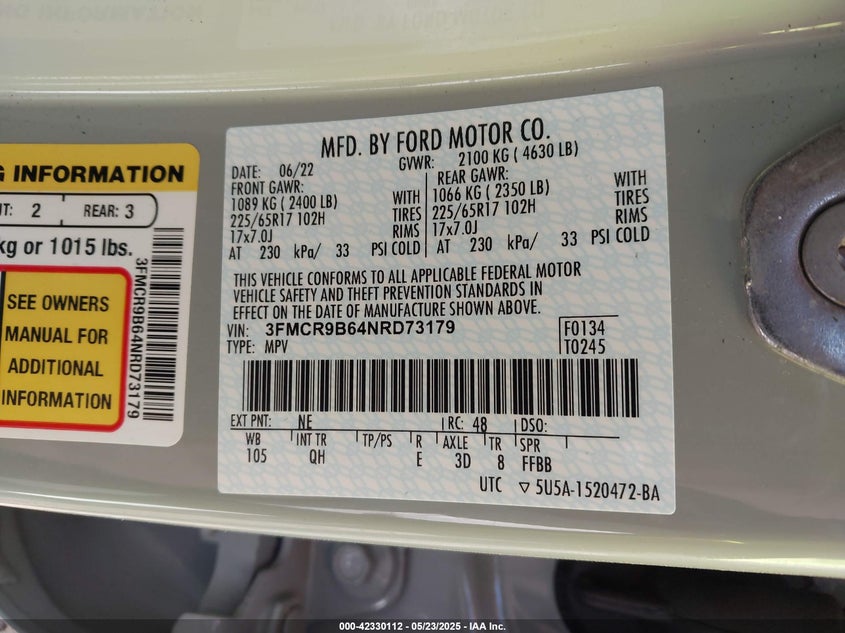 G INFORMATION
T: 2 REAR: 3
kg or 1015 lbs.
SEE OWNERS
MANUAL FOR
ADDITIONAL
INFORMATION
3FMCR9B64NRD73179
MFD. BY FORD MOTOR CO.
DATE: 06/22 GVWR: 2100 KG ( 4630 LB)
FRONT GAWR: REAR GAWR:
1089 KG ( 2400 LB) WITH 1066 KG ( 2350 LB) WITH
225/65R17 102H TIRES 225/65R17 102H TIRES
17x7.0J RIMS 17x7.0J RIMS
AT 230 kPa/ 33 PSI COLD AT 230 kPa/ 33 PSI COLD
THIS VEHICLE CONFORMS TO ALL APPLICABLE FEDERAL MOTOR
VEHICLE SAFETY AND THEFT PREVENTION STANDARDS IN
EFFECT ON THE DATE OF MANUFACTURE SHOWN ABOVE.
VIN: 3FMCR9B64NRD73179 F0134
TYPE: MPV T0245
EXT PNT: NE RC: 48 DSO:
WB INT TR TP/PS R AXLE TR SPR
105 QH E 3D 8 FFBB
UTC ▽ 5U5A-1520472-BA
000-42330112 - 05/23/2025 - IAA Inc.